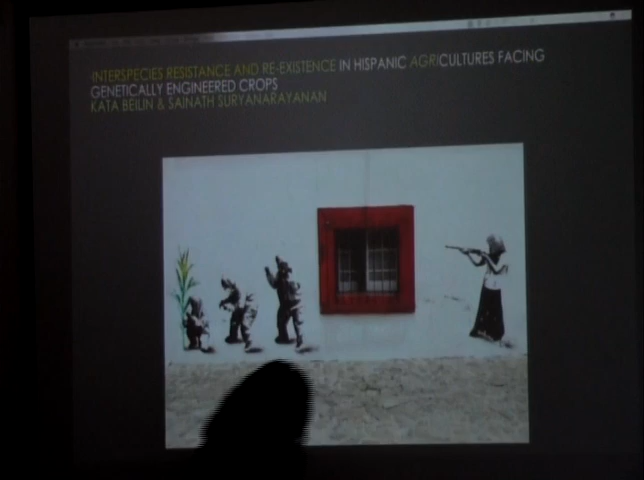 INTERSPECIES RESISTANCE AND RE-EXISTENCE IN HISPANIC AGRICULTURES FACING
GENETICALLY ENGINEERED CROPS
KATA BEILIN & SAINATH SURYANARAYANAN